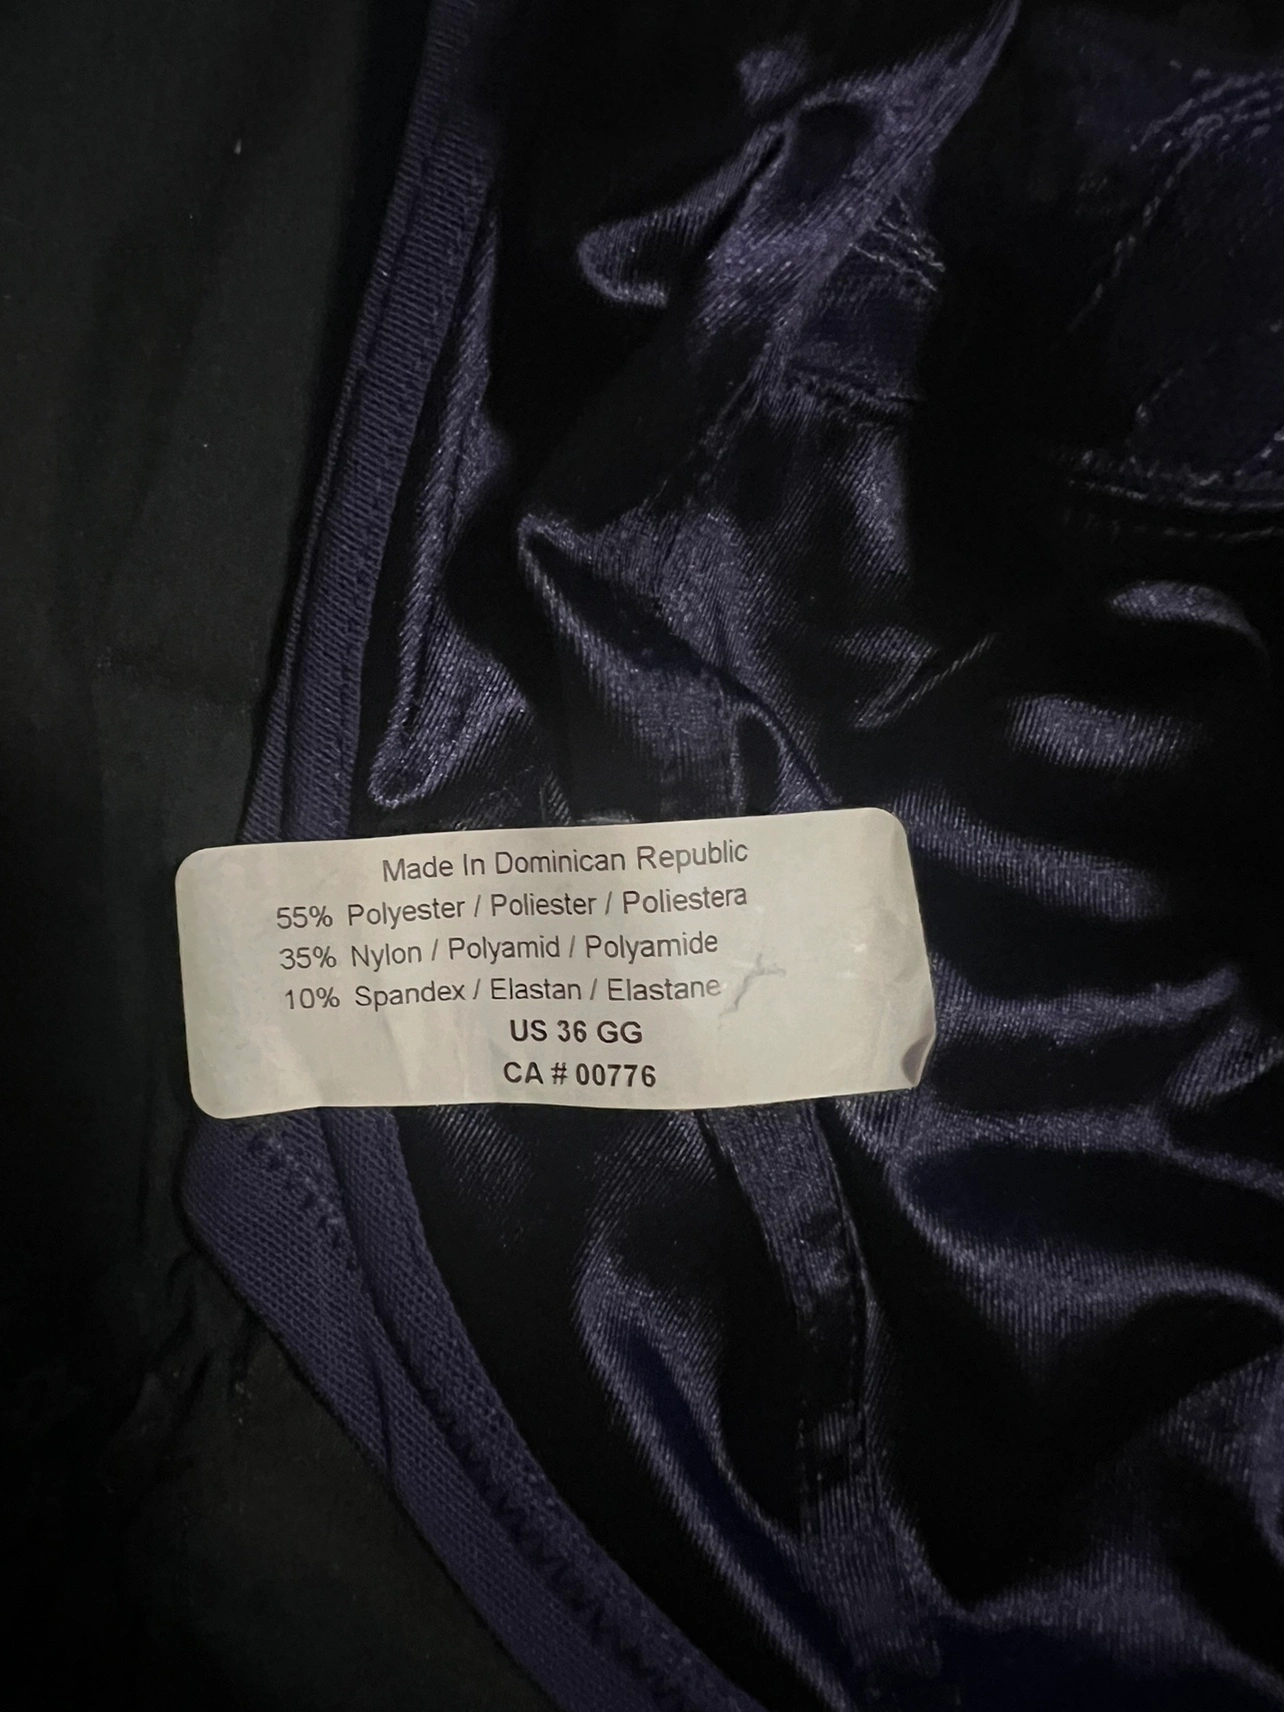 Made In Dominican Republic
55% Polyester / Poliester / Poliestera
35% Nylon / Polyamid / Polyamide
10% Spandex / Elastan / Elastane
US 36 GG
CA # 00776